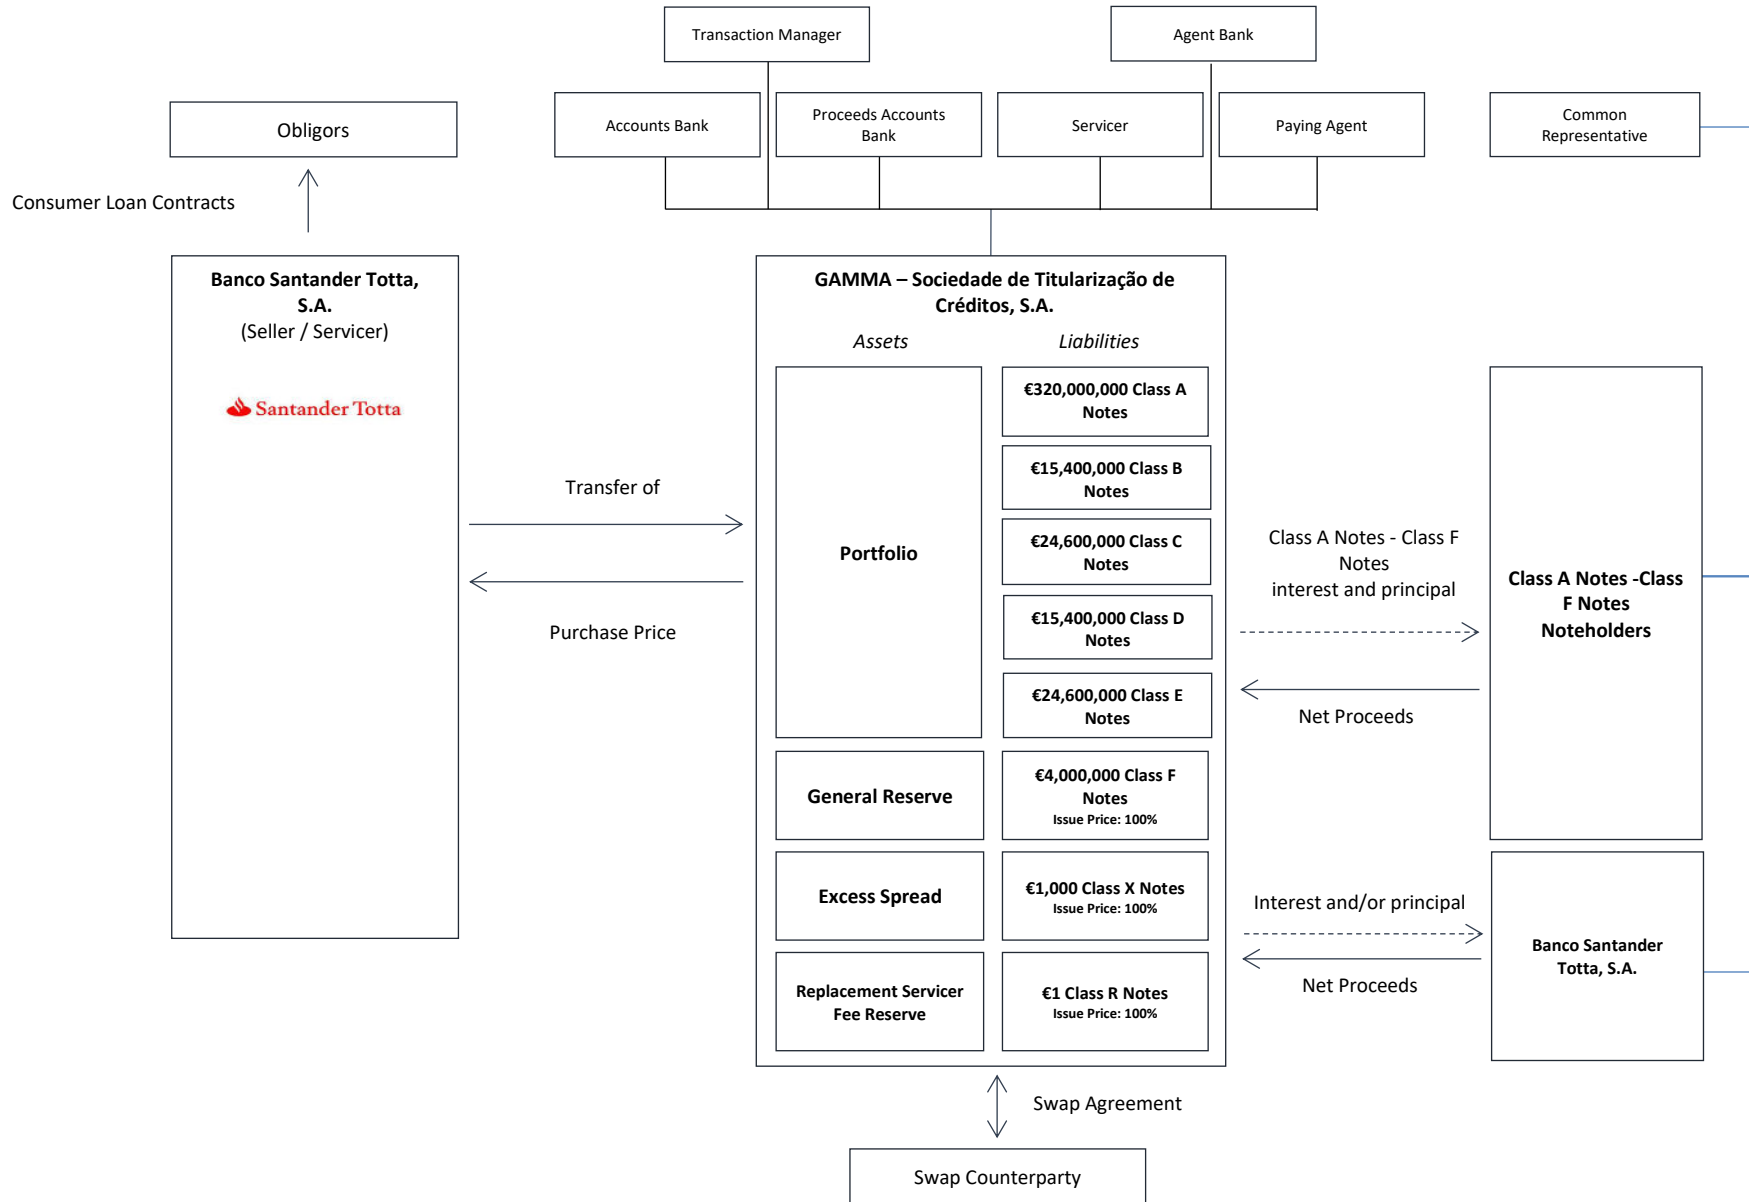 Transaction Manager
Agent Bank
Obligors
Accounts Bank
Proceeds Accounts
Bank
Servicer
Paying Agent
Common
Representative
Consumer Loan Contracts
Banco Santander Totta,
S.A.
(Seller / Servicer)
Santander Totta
GAMMA – Sociedade de Titularização de
Créditos, S.A.
Assets
Liabilities
Portfolio
€320,000,000 Class A
Notes
€15,400,000 Class B
Notes
€24,600,000 Class C
Notes
€15,400,000 Class D
Notes
€24,600,000 Class E
Notes
General Reserve
€4,000,000 Class F
Notes
Issue Price: 100%
Excess Spread
€1,000 Class X Notes
Issue Price: 100%
Replacement Servicer
Fee Reserve
€1 Class R Notes
Issue Price: 100%
Transfer of
Purchase Price
Class A Notes - Class F
Notes
interest and principal
Net Proceeds
Class A Notes -Class
F Notes
Noteholders
Interest and/or principal
Net Proceeds
Banco Santander
Totta, S.A.
Swap Agreement
Swap Counterparty